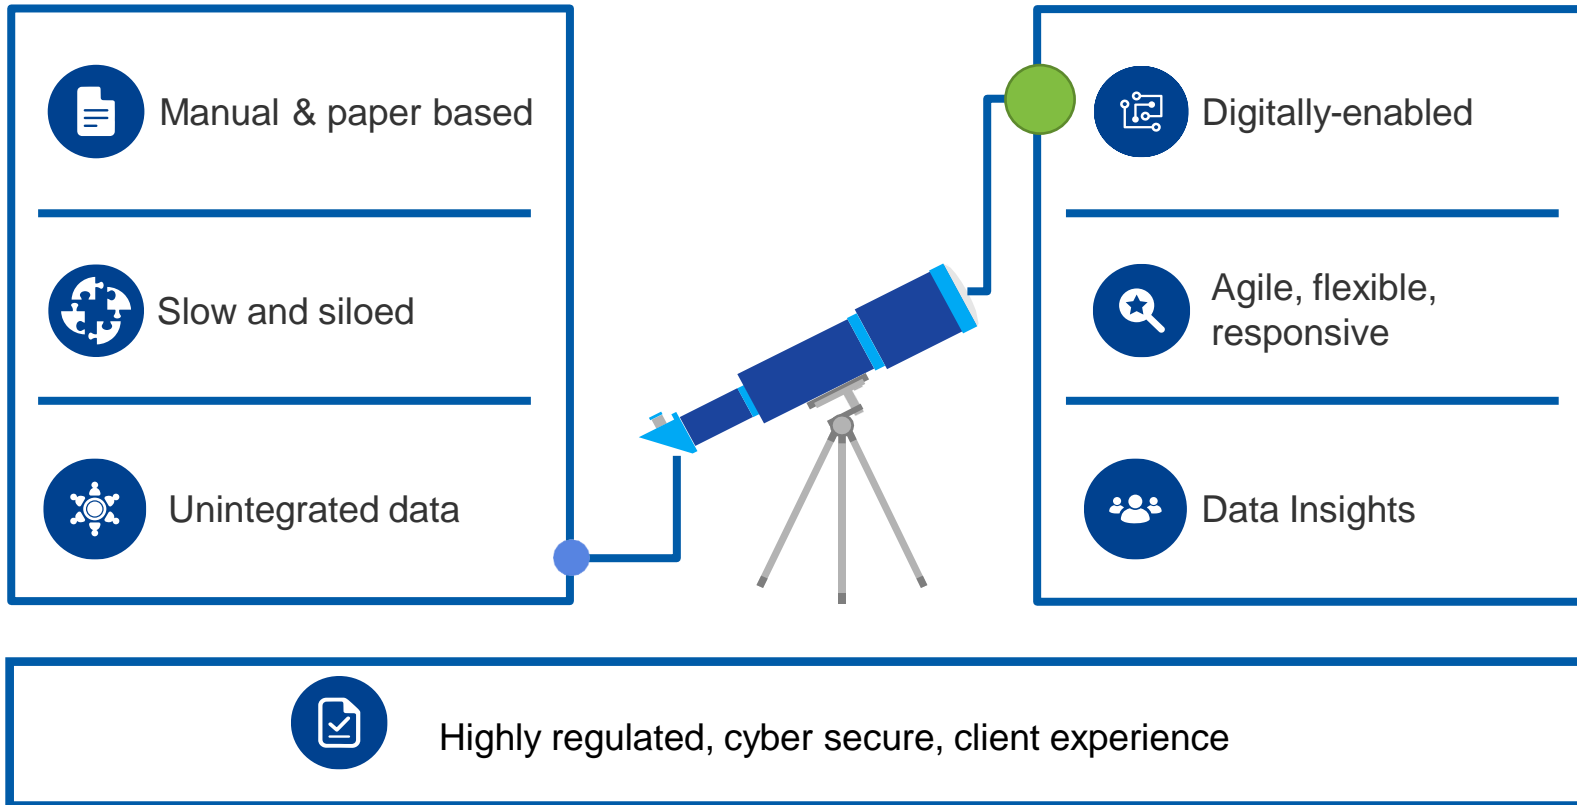 Manual & paper based
Slow and siloed
Unintegrated data
Digitally-enabled
Agile, flexible,
responsive
Data Insights
Highly regulated, cyber secure, client experience